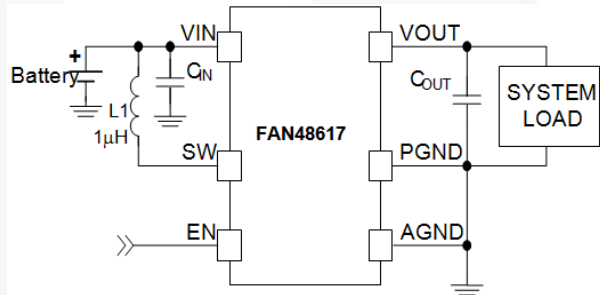 VIN
VOUT
+
Battery
CIN
COUT
SYSTEM
LOAD
L1
1μH
FAN48617
SW
PGND
EN
AGND